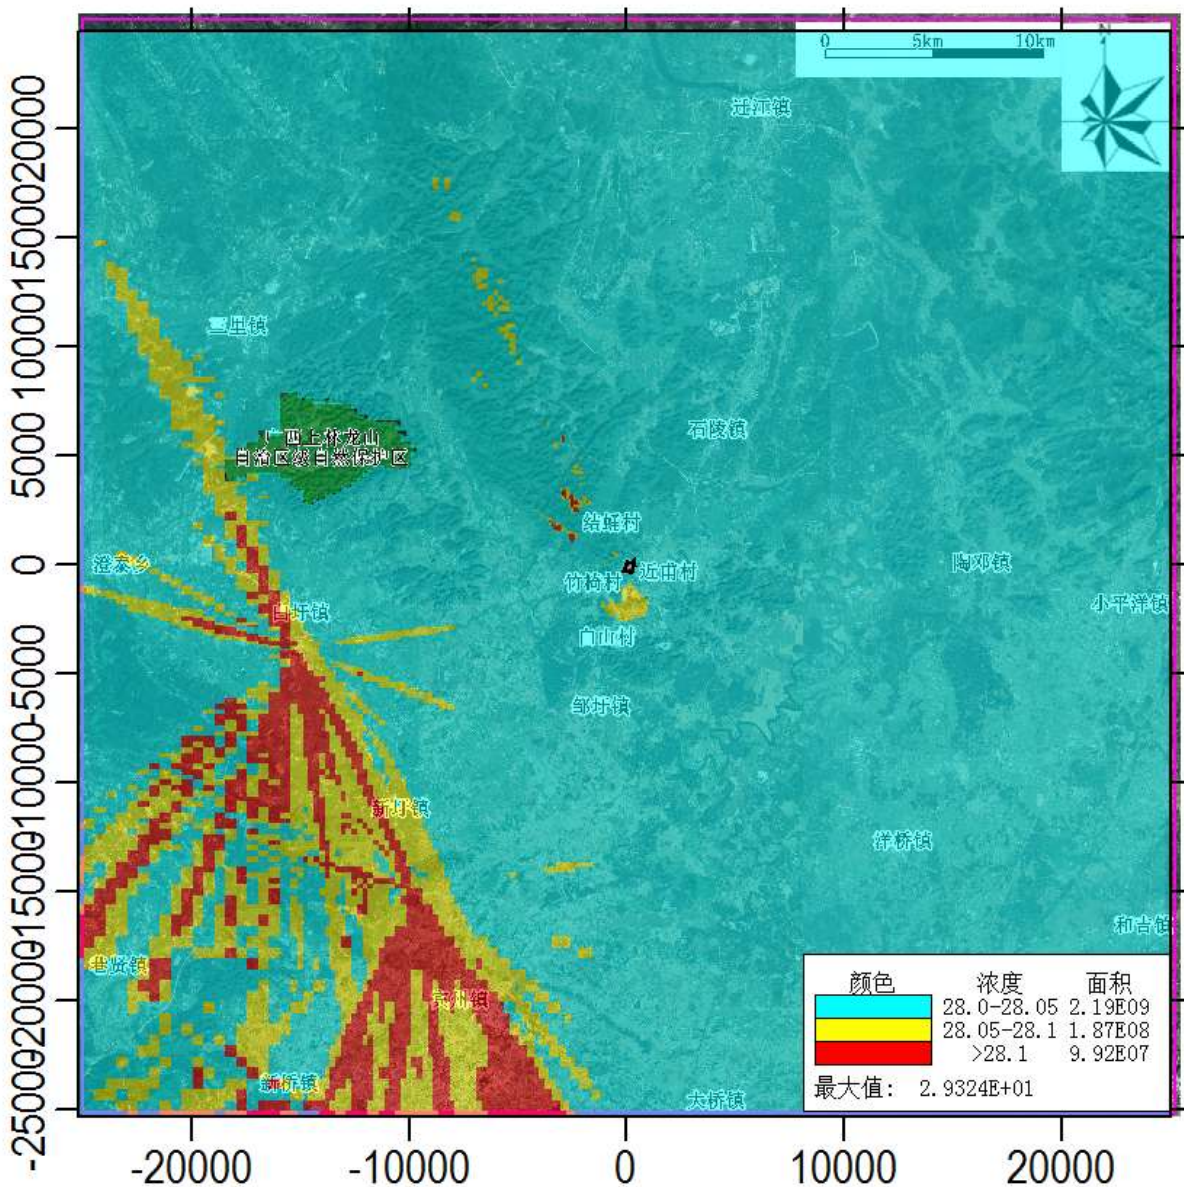 0 5km 10km
N
迁江镇
三里镇
石陵镇
广西上林龙山
自治区级自然保护区
结蛙村
澄泰乡
竹椅村
近田村
陶邓镇
小平洋镇
白圩镇
白山村
邹圩镇
新圩镇
洋桥镇
和吉镇
巷贤镇
宾州镇
新桥镇
大桥镇
颜色 浓度 面积
28.0-28.05 2.19E09
28.05-28.1 1.87E08
>28.1 9.92E07
最大值: 2.9324E+01
20000
15000
10000
5000
0
-5000
-10000
-15000
-20000
-25000
-20000 -10000 0 10000 20000